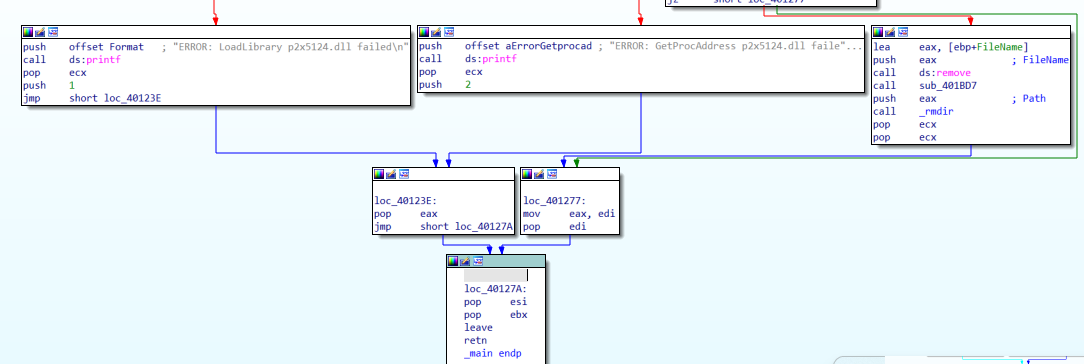 jz short loc_401277
push offset Format ; "ERROR: LoadLibrary p2x5124.dll failed\n"
call ds:printf
pop ecx
push 1
jmp short loc_40123E
push offset aErrorGetprocad ; "ERROR: GetProcAddress p2x5124.dll faile"...
call ds:printf
pop ecx
push 2
lea eax, [ebp+FileName]
push eax ; FileName
call ds:remove
call sub_401BD7
push eax ; Path
call _rmdir
pop ecx
pop ecx
loc_40123E:
pop eax
jmp short loc_40127A
loc_401277:
mov eax, edi
pop edi
loc_40127A:
pop esi
pop ebx
leave
retn
_main endp